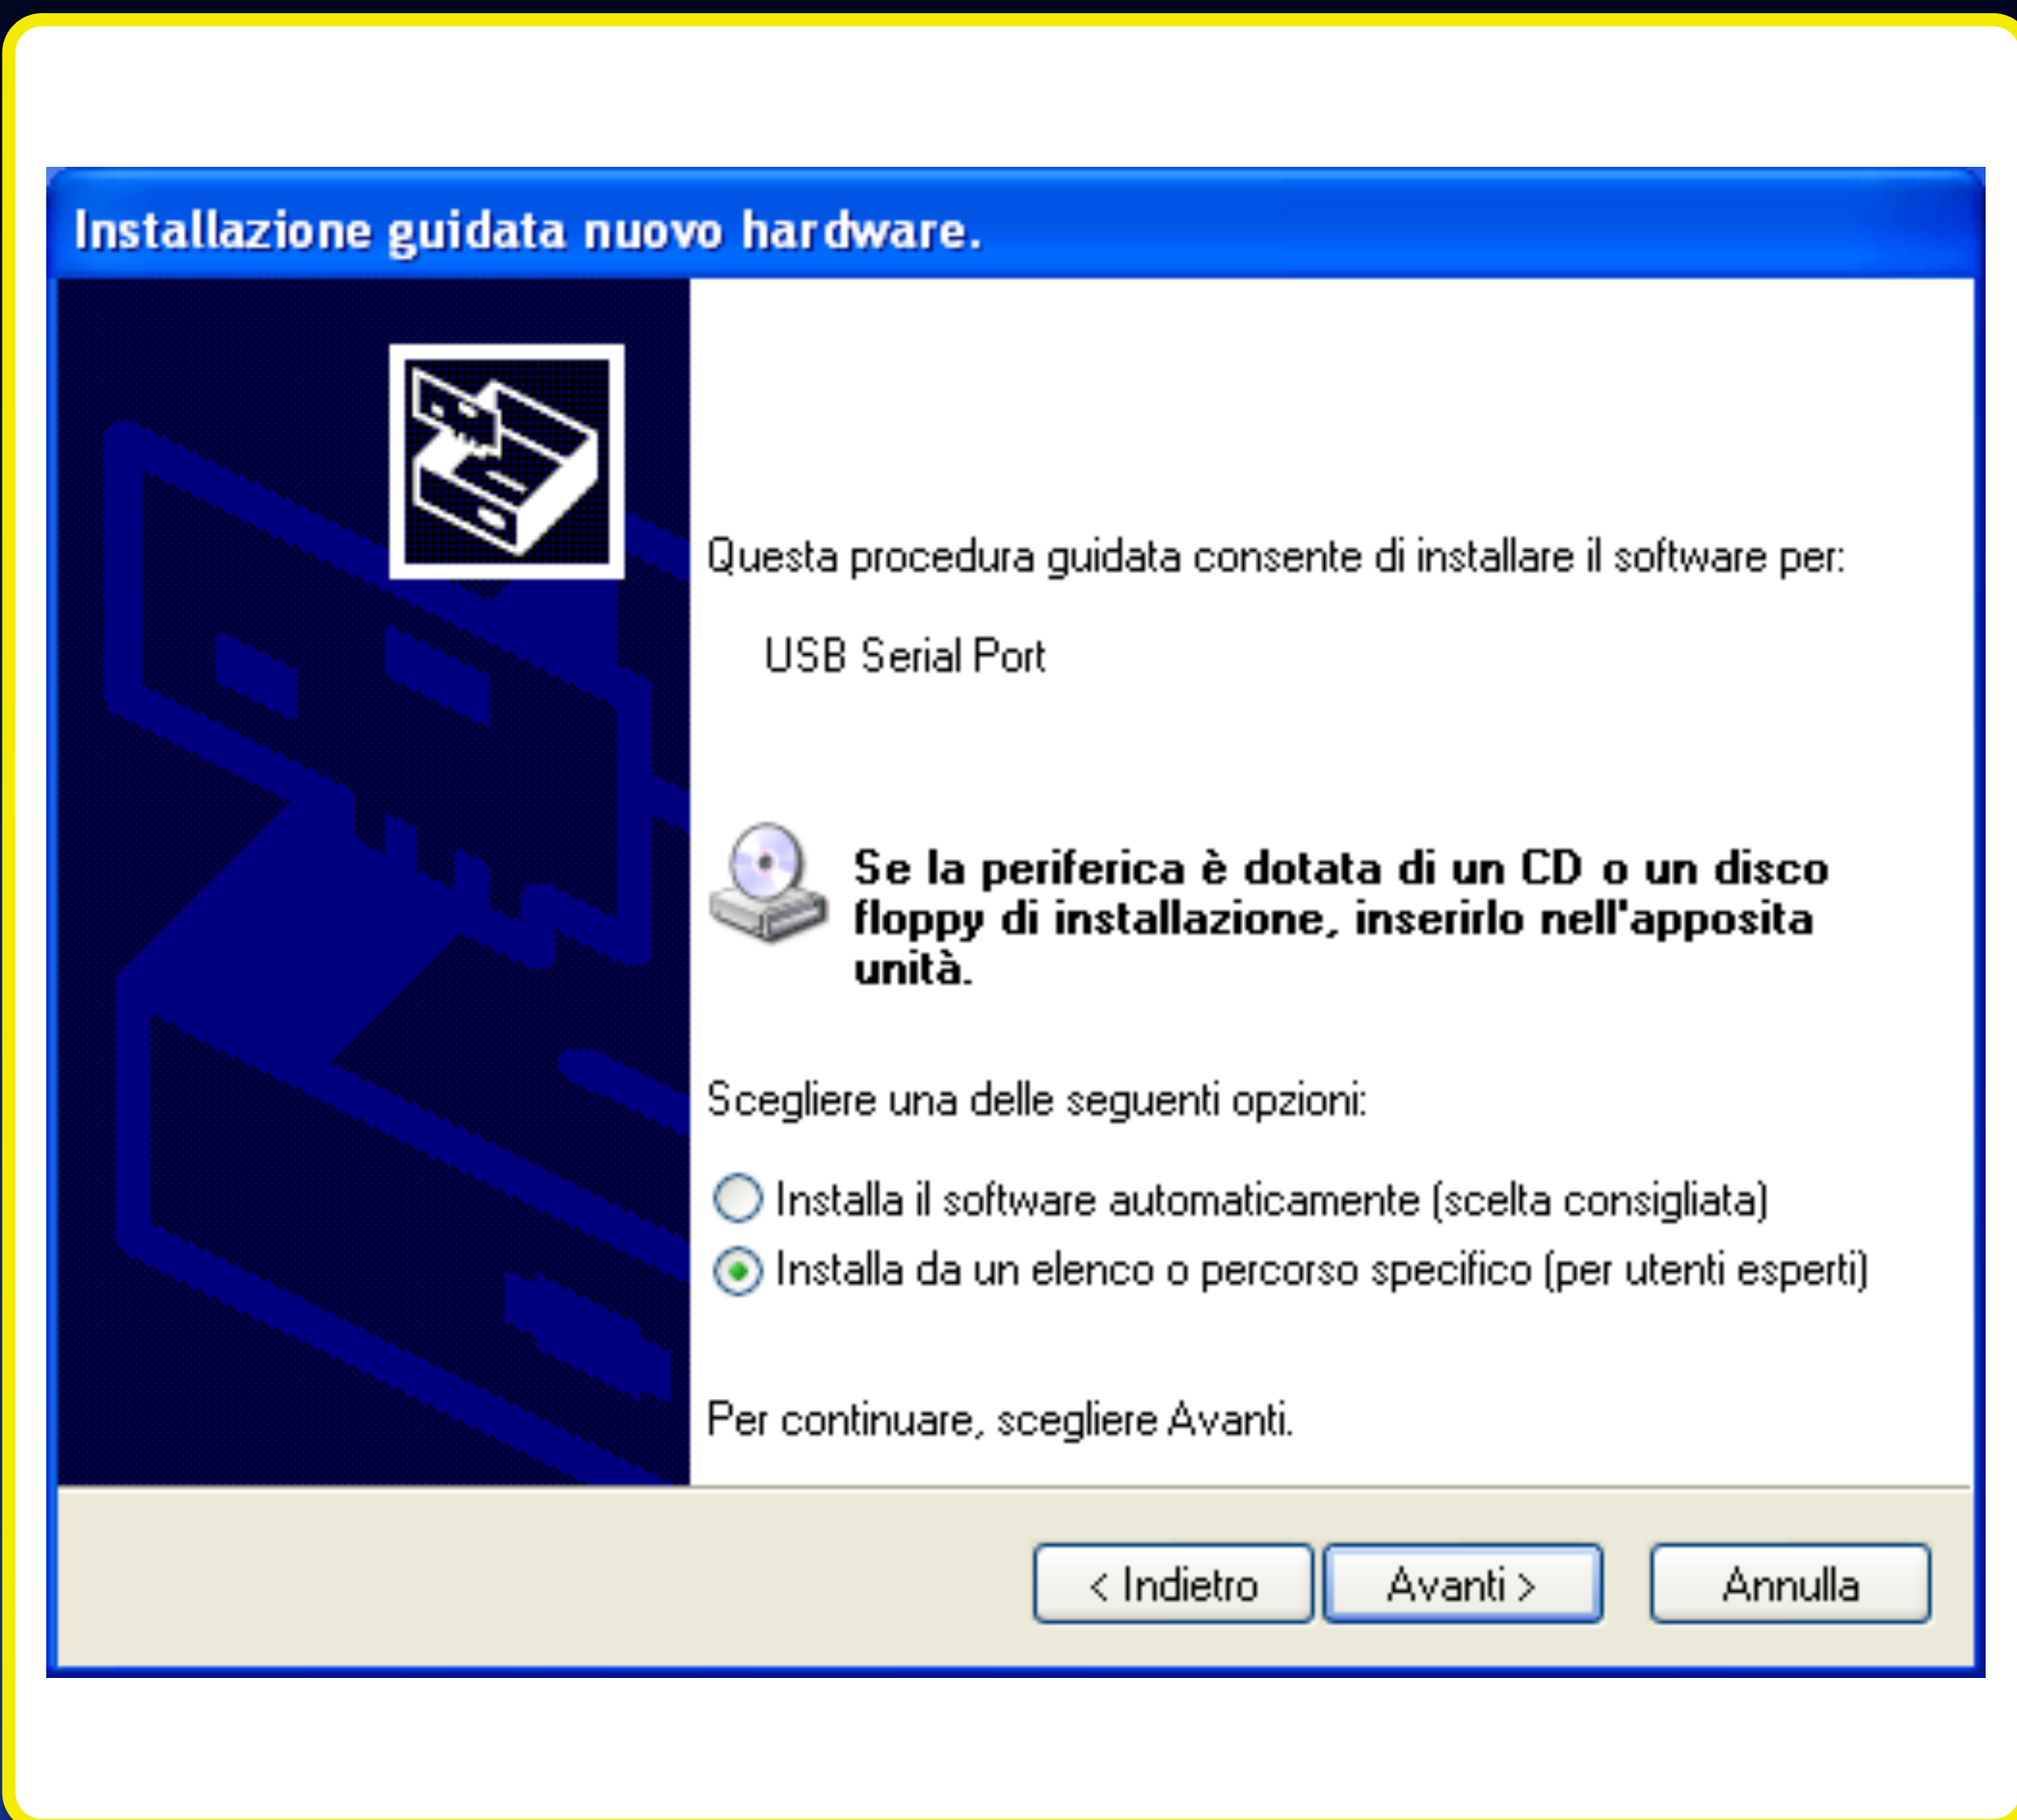 Installazione guidata nuovo hardware.
Questa procedura guidata consente di installare il software per:
USB Serial Port
Se la periferica è dotata di un CD o un disco
floppy di installazione, inserirlo nell'apposita
unità.
Scegliere una delle seguenti opzioni:
Installa il software automaticamente (scelta consigliata)
Installa da un elenco o percorso specifico (per utenti esperti)
Per continuare, scegliere Avanti.
< Indietro Avanti > Annulla